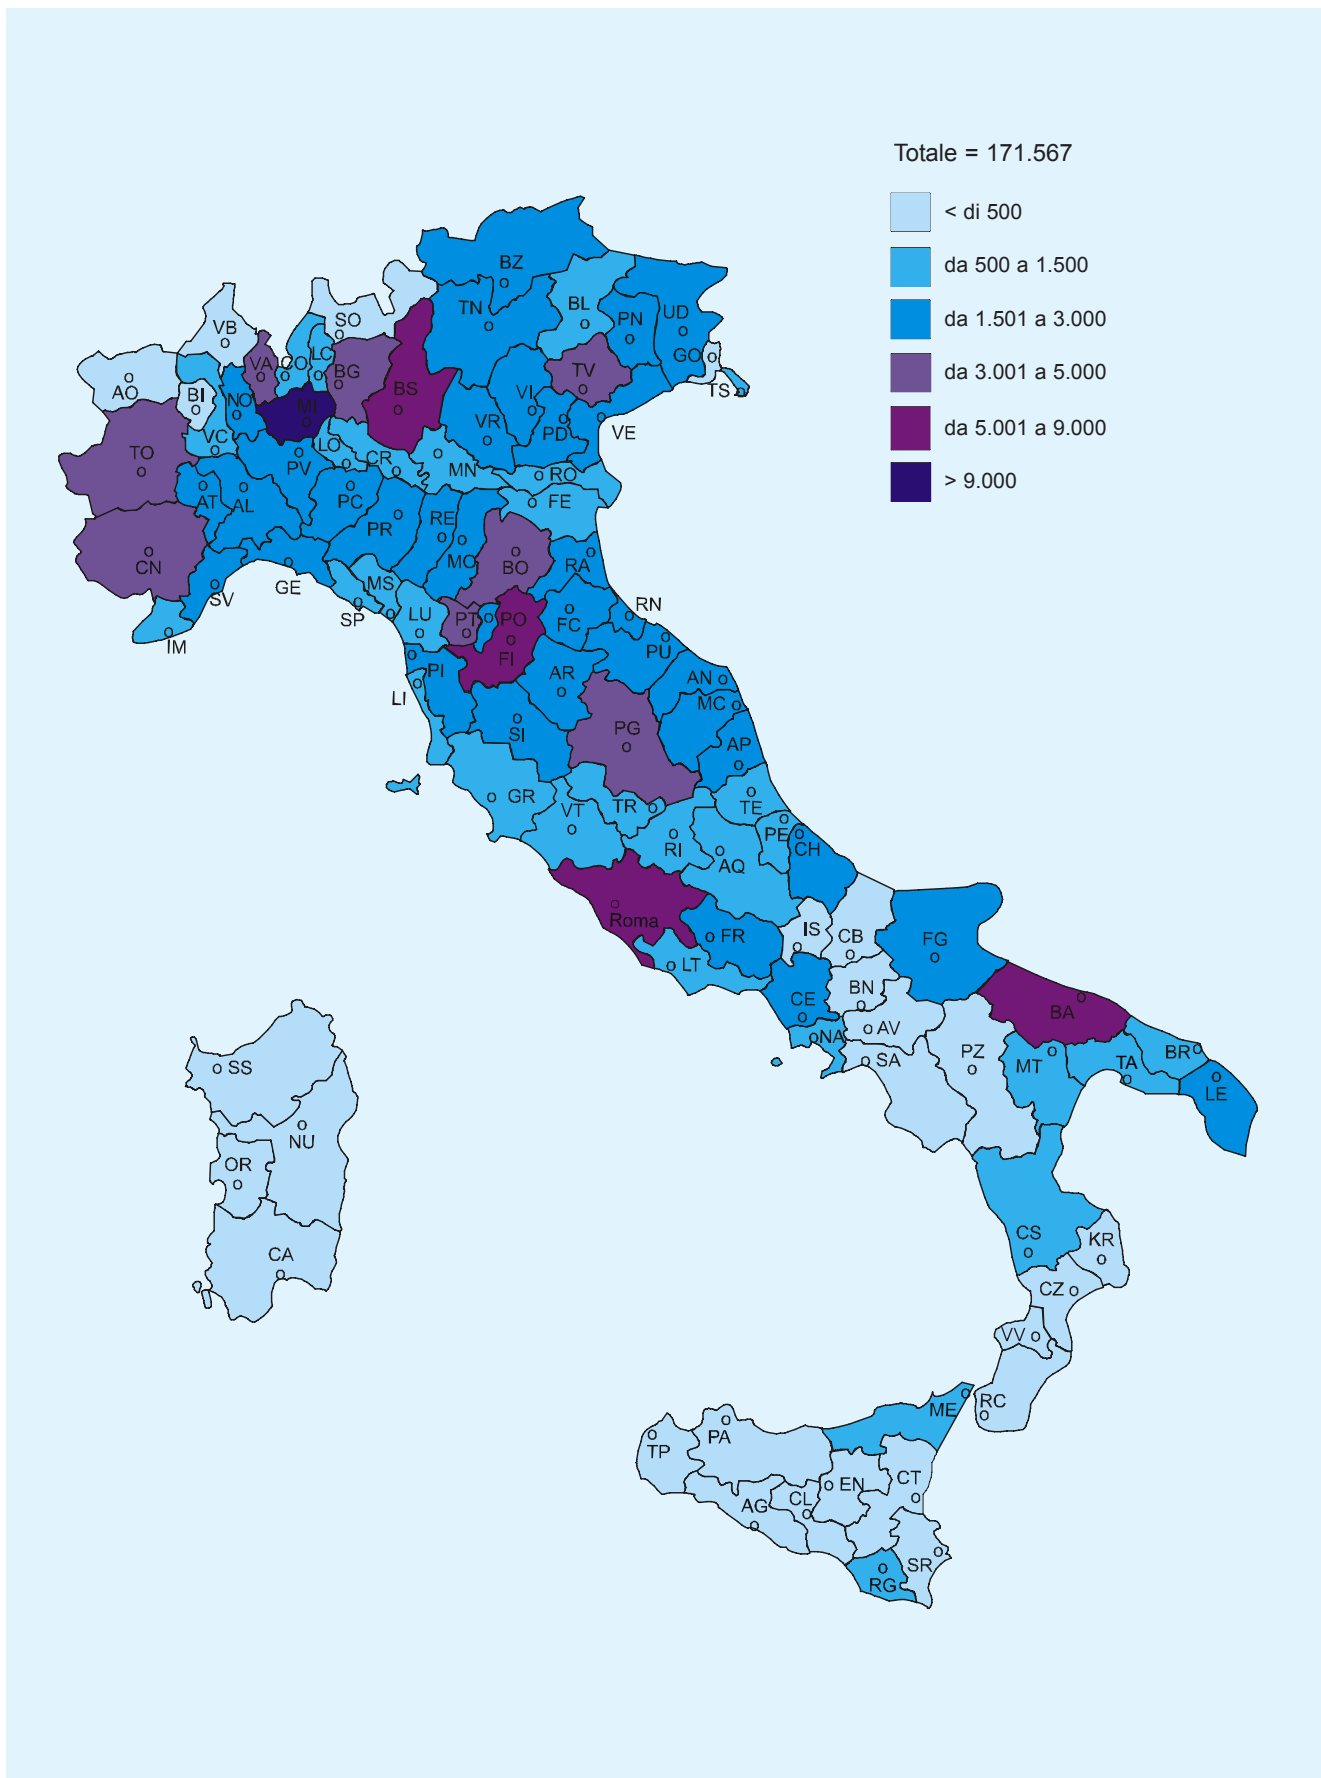 Totale = 171.567
< di 500
da 500 a 1.500
da 1.501 a 3.000
da 3.001 a 5.000
da 5.001 a 9.000
> 9.000
BZ
TN
BL
PN
UD
SO
VB
VA
CO
LC
BG
BS
TV
GO
TS
AO
BI
NO
MI
VI
VR
PD
VE
TO
VC
PV
LO
CR
MN
RO
AT
AL
PC
PR
RE
FE
CN
MO
BO
RA
SV
GE
MS
SP
LU
PT
PO
FC
RN
IM
FI
PU
PI
AR
AN
LI
MC
SI
PG
AP
GR
VT
TR
TE
RI
PE
CH
AQ
Roma
IS
CB
FR
FG
LT
BN
CE
BA
AV
NA
SA
PZ
MT
TA
BR
LE
SS
NU
OR
CA
CS
KR
CZ
VV
RC
ME
PA
TP
EN
CT
AG
CL
SR
RG